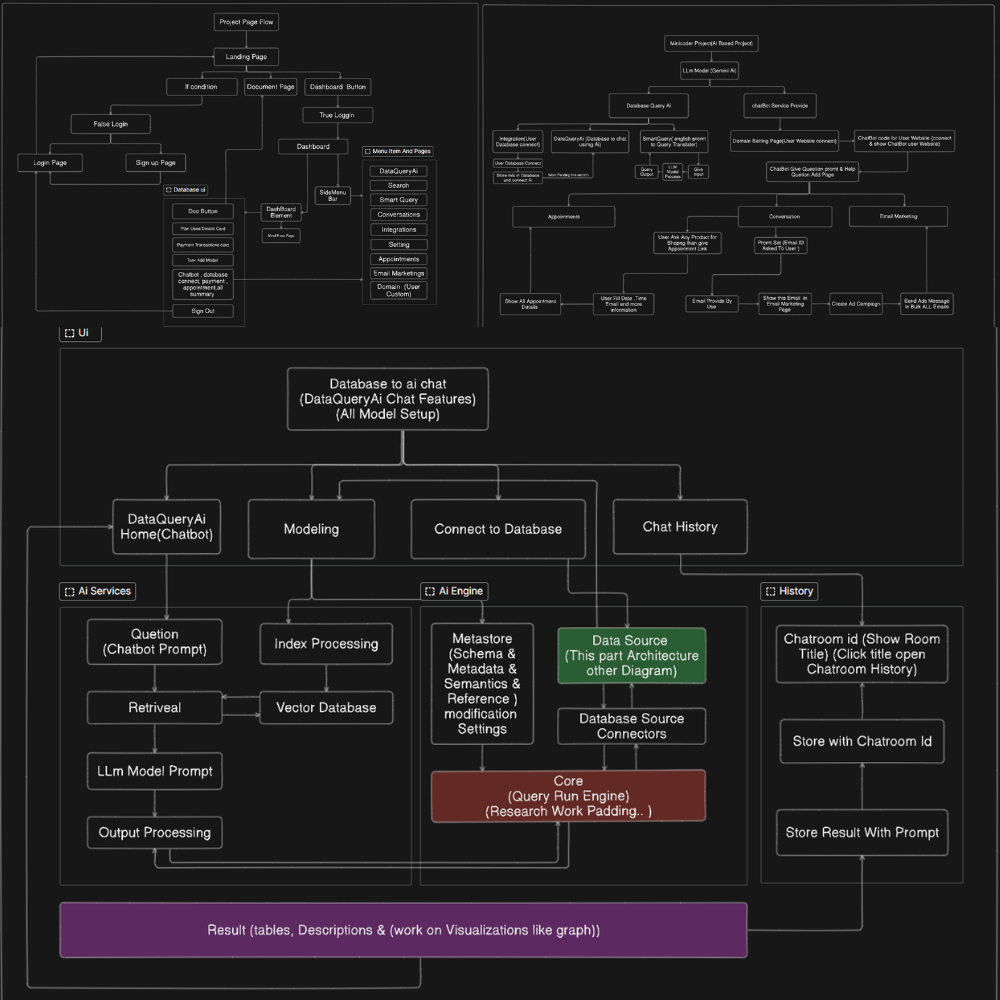 Project Page Flow
Landing Page
If condition
Document Page
Dashboard Button
False Login
True Loggin
Login Page
Sign up Page
Dashboard
Database ui
Menu Item And Pages
SideMenu
Bar
DashBoard
Element
Doc Button
Plan Used Details Card
Payment Transactions card
Task Add Model
Chatbot , database
connect, payment ,
appointment,all
summary
Sign Out
DataQueryAi
Search
Smart Query
Conversations
Integrations
Setting
Appointments
Email Marketings
Domain (User
Custom)
Minicoder Project(Ai Based Project)
LLm Model (Gemini Ai)
Database Query Ai
chatBot Service Provide
Integration(User
Database connect)
DataQueryAi (Database to chat
using Ai)
SmartQuery( english promt
to Query Translater)
User Database Connect
Store Info in Database
and connect Ai
Query
Output
LLM
Model
Process
Give
Input
Domain Setting Page(User Website connect)
ChatBot code for User Website (coonect
& show ChatBot user Website)
ChatBot Give Question promt & Help
Quetion Add Page
Appointments
Conversation
Email Marketing
User Ask Any Product for
Shoping than give
Appointment Link
Promt Set (Email ID
Asked To User )
Show All Appointment
Details
User Fill Date ,Time
Email and more
information
Email Provide By
Use
Show this Email in
Email Marketing
Page
Create Ad Campaign
Send Ads Message
in Bulk ALL Emails
Ui
Database to ai chat
(DataQueryAi Chat Features)
(All Model Setup)
DataQueryAi
Home(Chatbot)
Modeling
Connect to Database
Chat History
Ai Services
Ai Engine
History
Quetion
(Chatbot Prompt)
Index Processing
Retriveal
Vector Database
LLm Model Prompt
Output Processing
Metastore
(Schema &
Metadata &
Semantics &
Reference )
modification
Settings
Data Source
(This part Architecture
other Diagram)
Database Source
Connectors
Core
(Query Run Engine)
(Research Work Padding.. )
Chatroom id (Show Room
Title) (Click title open
Chatroom History)
Store with Chatroom Id
Store Result With Prompt
Result (tables, Descriptions & (work on Visualizations like graph))